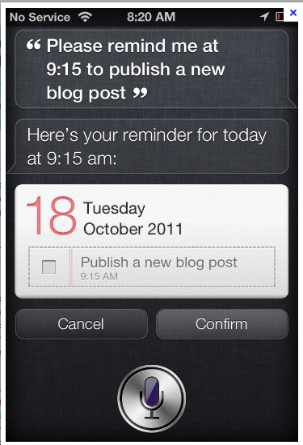 No Service 8:20 AM
“ Please remind me at
9:15 to publish a new
blog post ”
Here's your reminder for today
at 9:15 am:
18 Tuesday
October 2011
Publish a new blog post
9:15 AM
Cancel Confirm